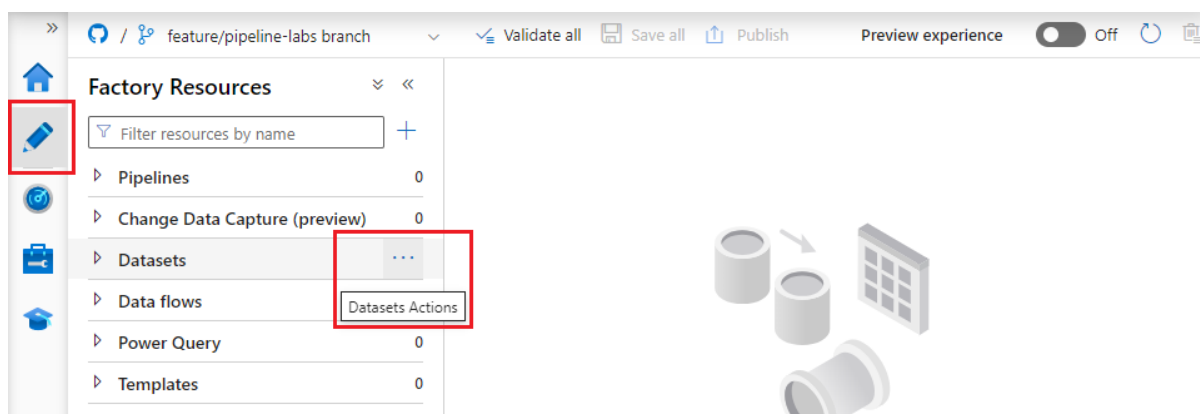 »
/ feature/pipeline-labs branch Validate all Save all Publish Preview experience Off
Factory Resources «
Filter resources by name +
Pipelines 0
Change Data Capture (preview) 0
Datasets ...
Data flows
Datasets Actions
Power Query 0
Templates 0